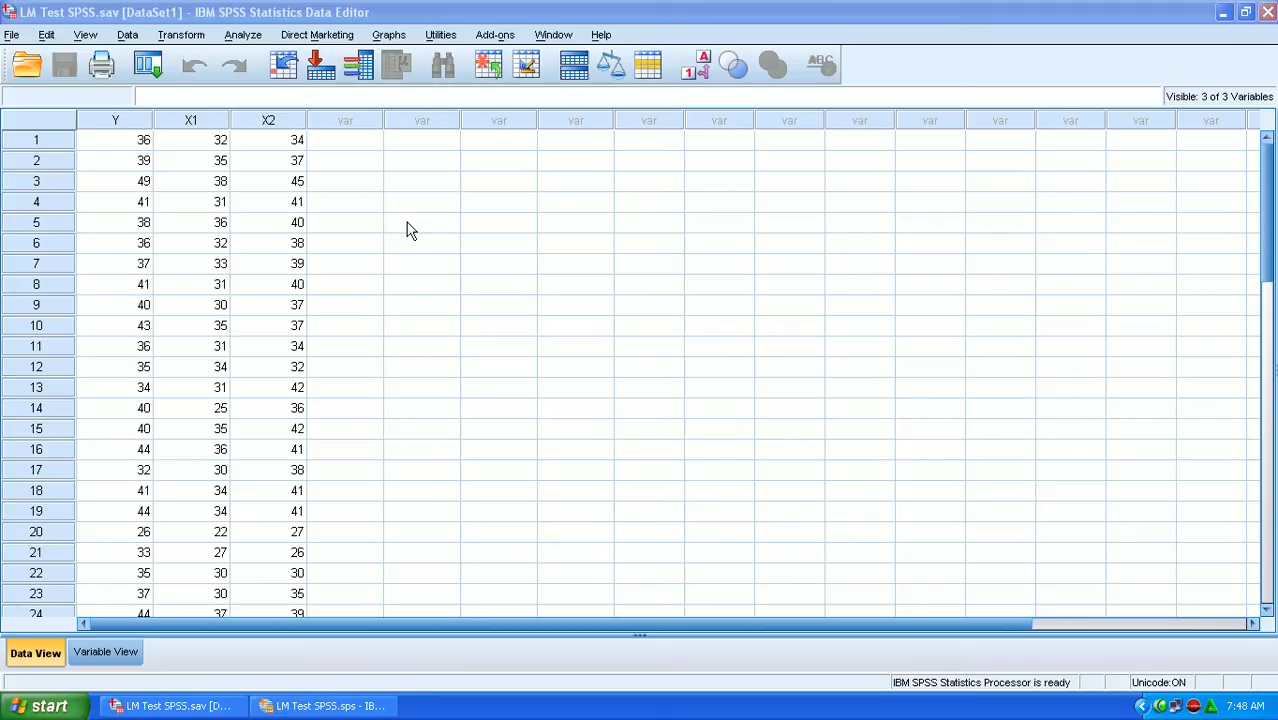 LM Test SPSS.sav [DataSet1] - IBM SPSS Statistics Data Editor
File Edit View Data Transform Analyze Direct Marketing Graphs Utilities Add-ons Window Help
A 1 4 ABC
Visible: 3 of 3 Variables
Y X1 X2 var var var var var var var var var var var var var
1 36 32 34
2 39 35 37
3 49 38 45
4 41 31 41
5 38 36 40
6 36 32 38
7 37 33 39
8 41 31 40
9 40 30 37
10 43 35 37
11 36 31 34
12 35 34 32
13 34 31 42
14 40 25 36
15 40 35 42
16 44 36 41
17 32 30 38
18 41 34 41
19 44 34 41
20 26 22 27
21 33 27 26
22 35 30 30
23 37 30 35
24 44 37 39
Data View Variable View
IBM SPSS Statistics Processor is ready Unicode:ON
start LM Test SPSS.sav [D... LM Test SPSS.sps - IB... 7:48 AM